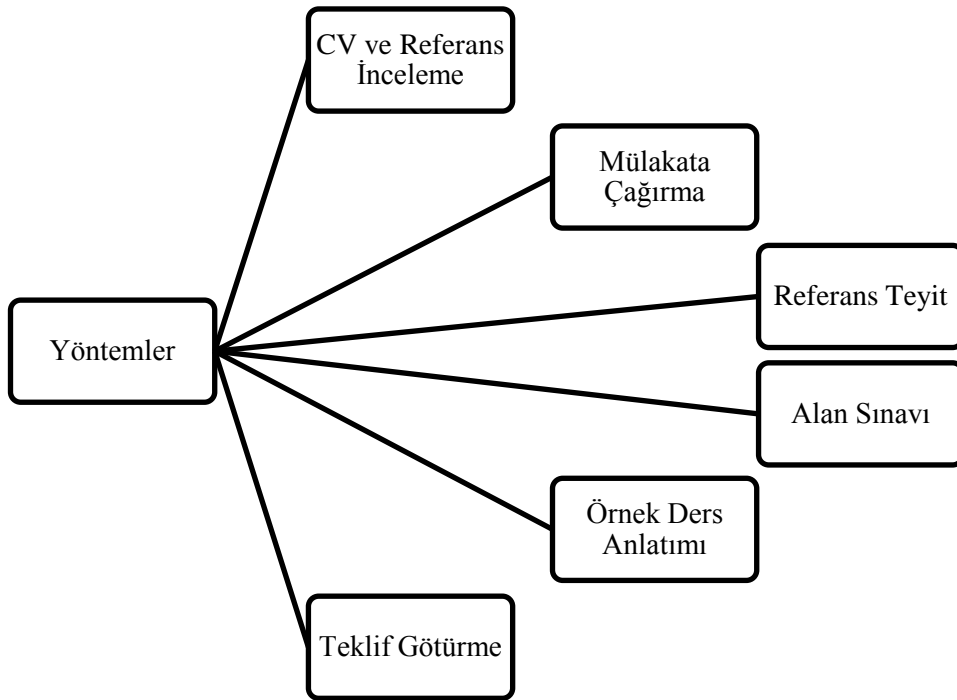 CV ve Referans
İnceleme
Mülakata
Çağırma
Referans Teyit
Yöntemler
Alan Sınavı
Örnek Ders
Anlatımı
Teklif Götürme